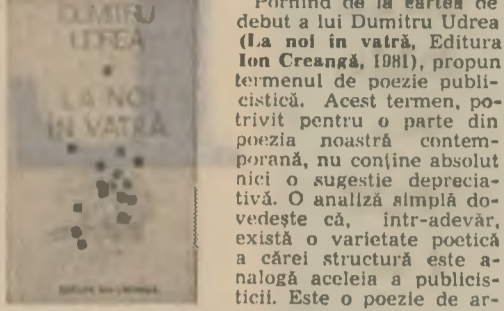 DUMITRU
UDREA
LA NOI
ÎN VATRĂ
Pornind de la cartea de
debut a lui Dumitru Udrea
(La noi în vatră, Editura
Ion Creangă, 1981), propun
termenul de poezie publi-
cistică. Acest termen, po-
trivit pentru o parte din
poezia noastră contem-
porană, nu conține absolut
nici o sugestie deprecia-
tivă. O analiză simplă do-
vedește că, într-adevăr,
există o varietate poetică
a cărei structură este a-
nalogă aceleia a publicis-
ticii. Este o poezie de ar-